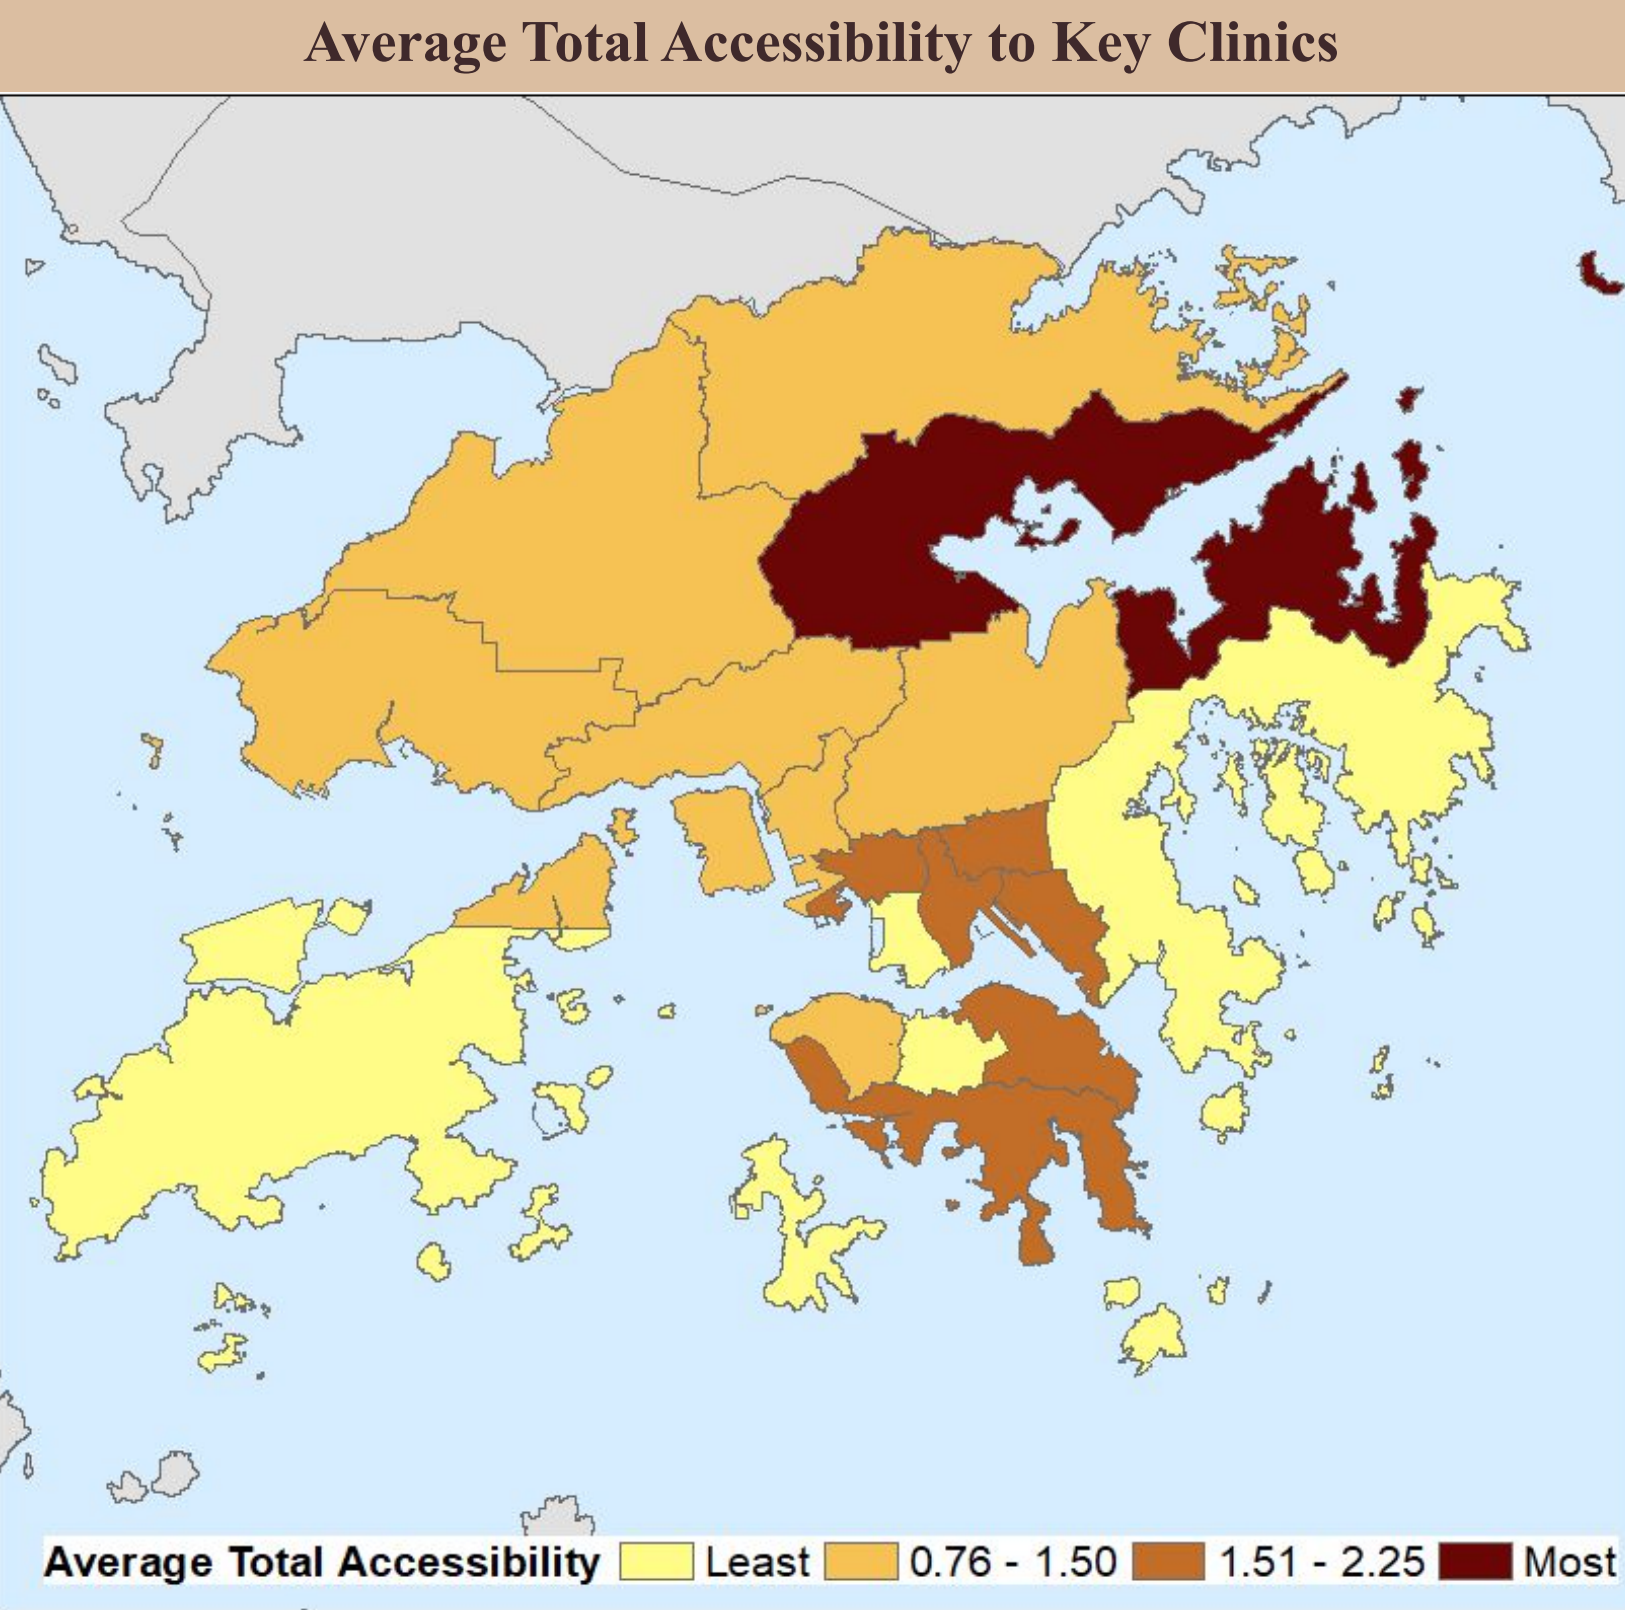 Average Total Accessibility to Key Clinics
Average Total Accessibility Least 0.76 - 1.50 1.51 - 2.25 Most